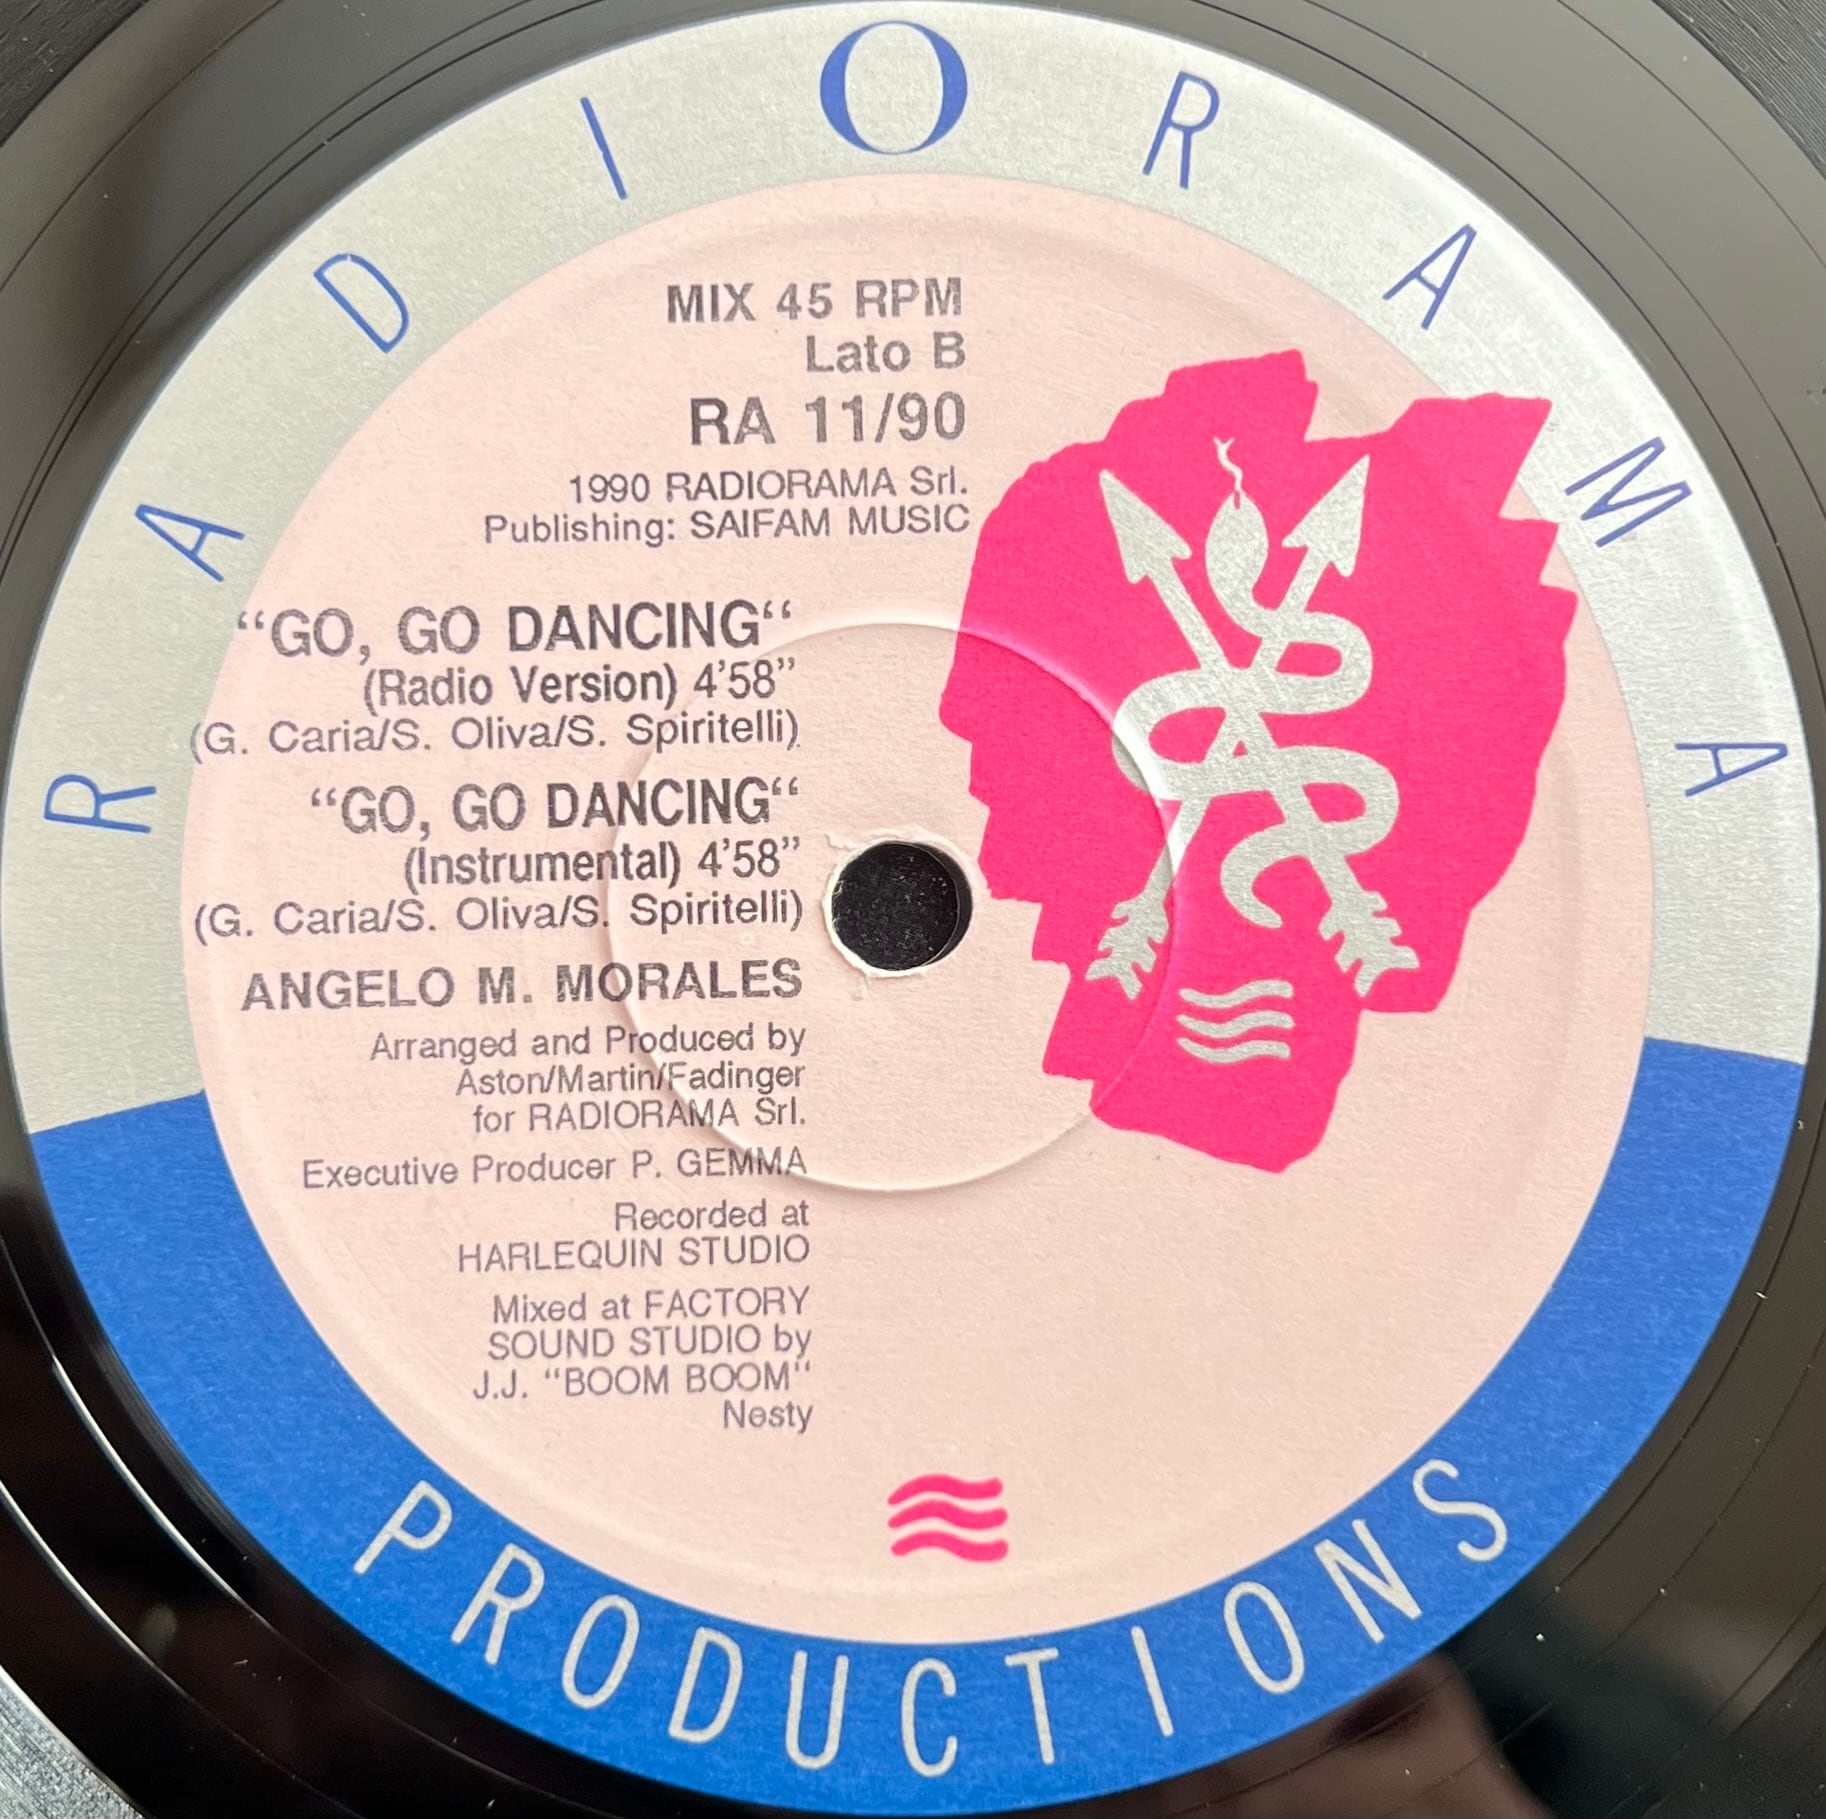 RADIORAMA
MIX 45 RPM
Lato B
RA 11/90
1990 RADIORAMA Srl.
Publishing: SAIFAM MUSIC
“GO, GO DANCING“
(Radio Version) 4'58”
(G. Caria/S. Oliva/S. Spiritelli)
“GO, GO DANCING“
(Instrumental) 4'58”
(G. Caria/S. Oliva/S. Spiritelli)
ANGELO M. MORALES
Arranged and Produced by
Aston/Martin/Fadinger
for RADIORAMA Srl.
Executive Producer P. GEMMA
Recorded at
HARLEQUIN STUDIO
Mixed at FACTORY
SOUND STUDIO by
J.J. “BOOM BOOM“
Nesty
PRODUCTIONS